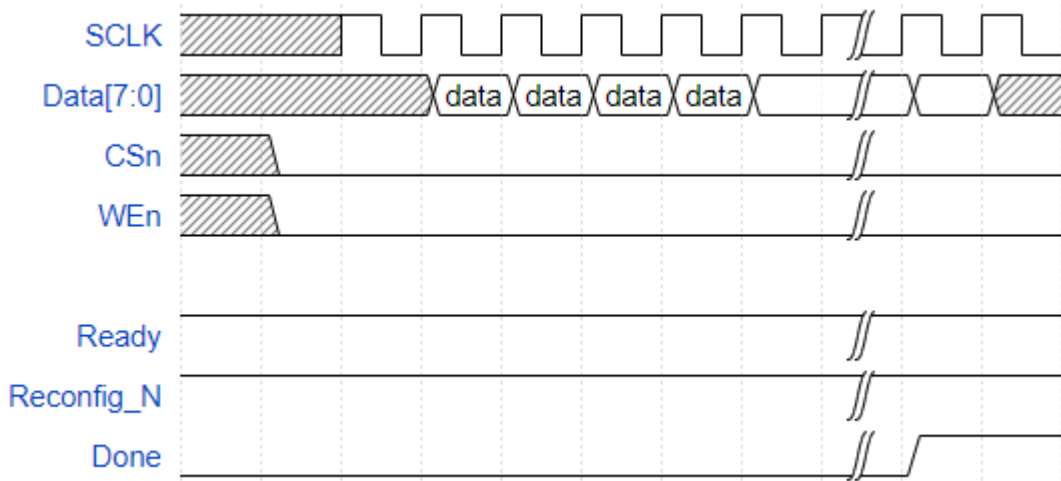 SCLK
Data[7:0] data data data data
CSn
WEn
Ready
Reconfig_N
Done